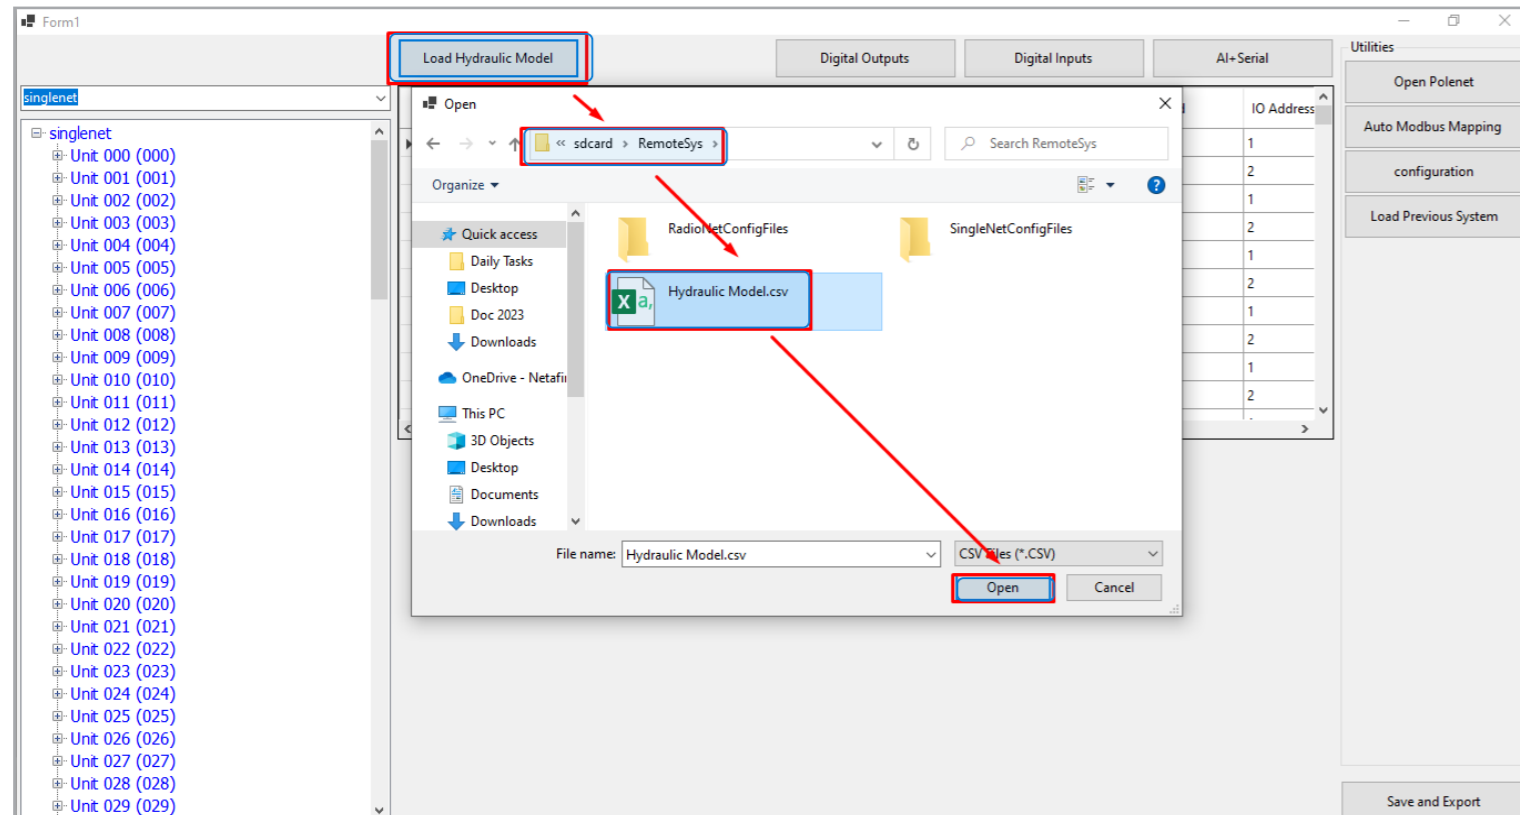 Form1
Load Hydraulic Model
Digital Outputs
Digital Inputs
AI+Serial
Utilities
Open Polenet
Auto Modbus Mapping
configuration
Load Previous System
Save and Export
singlenet
singlenet
Unit 000 (000)
Unit 001 (001)
Unit 002 (002)
Unit 003 (003)
Unit 004 (004)
Unit 005 (005)
Unit 006 (006)
Unit 007 (007)
Unit 008 (008)
Unit 009 (009)
Unit 010 (010)
Unit 011 (011)
Unit 012 (012)
Unit 013 (013)
Unit 014 (014)
Unit 015 (015)
Unit 016 (016)
Unit 017 (017)
Unit 018 (018)
Unit 019 (019)
Unit 020 (020)
Unit 021 (021)
Unit 022 (022)
Unit 023 (023)
Unit 024 (024)
Unit 025 (025)
Unit 026 (026)
Unit 027 (027)
Unit 028 (028)
Unit 029 (029)
Open
« sdcard › RemoteSys ›
Search RemoteSys
Organize
Quick access
Daily Tasks
Desktop
Doc 2023
Downloads
OneDrive - Netafi
This PC
3D Objects
Desktop
Documents
Downloads
RadioNetConfigFiles
SingleNetConfigFiles
Hydraulic Model.csv
File name: Hydraulic Model.csv
CSV Files (*.CSV)
Open
Cancel
IO Address
1
2
1
2
1
2
1
2
1
2